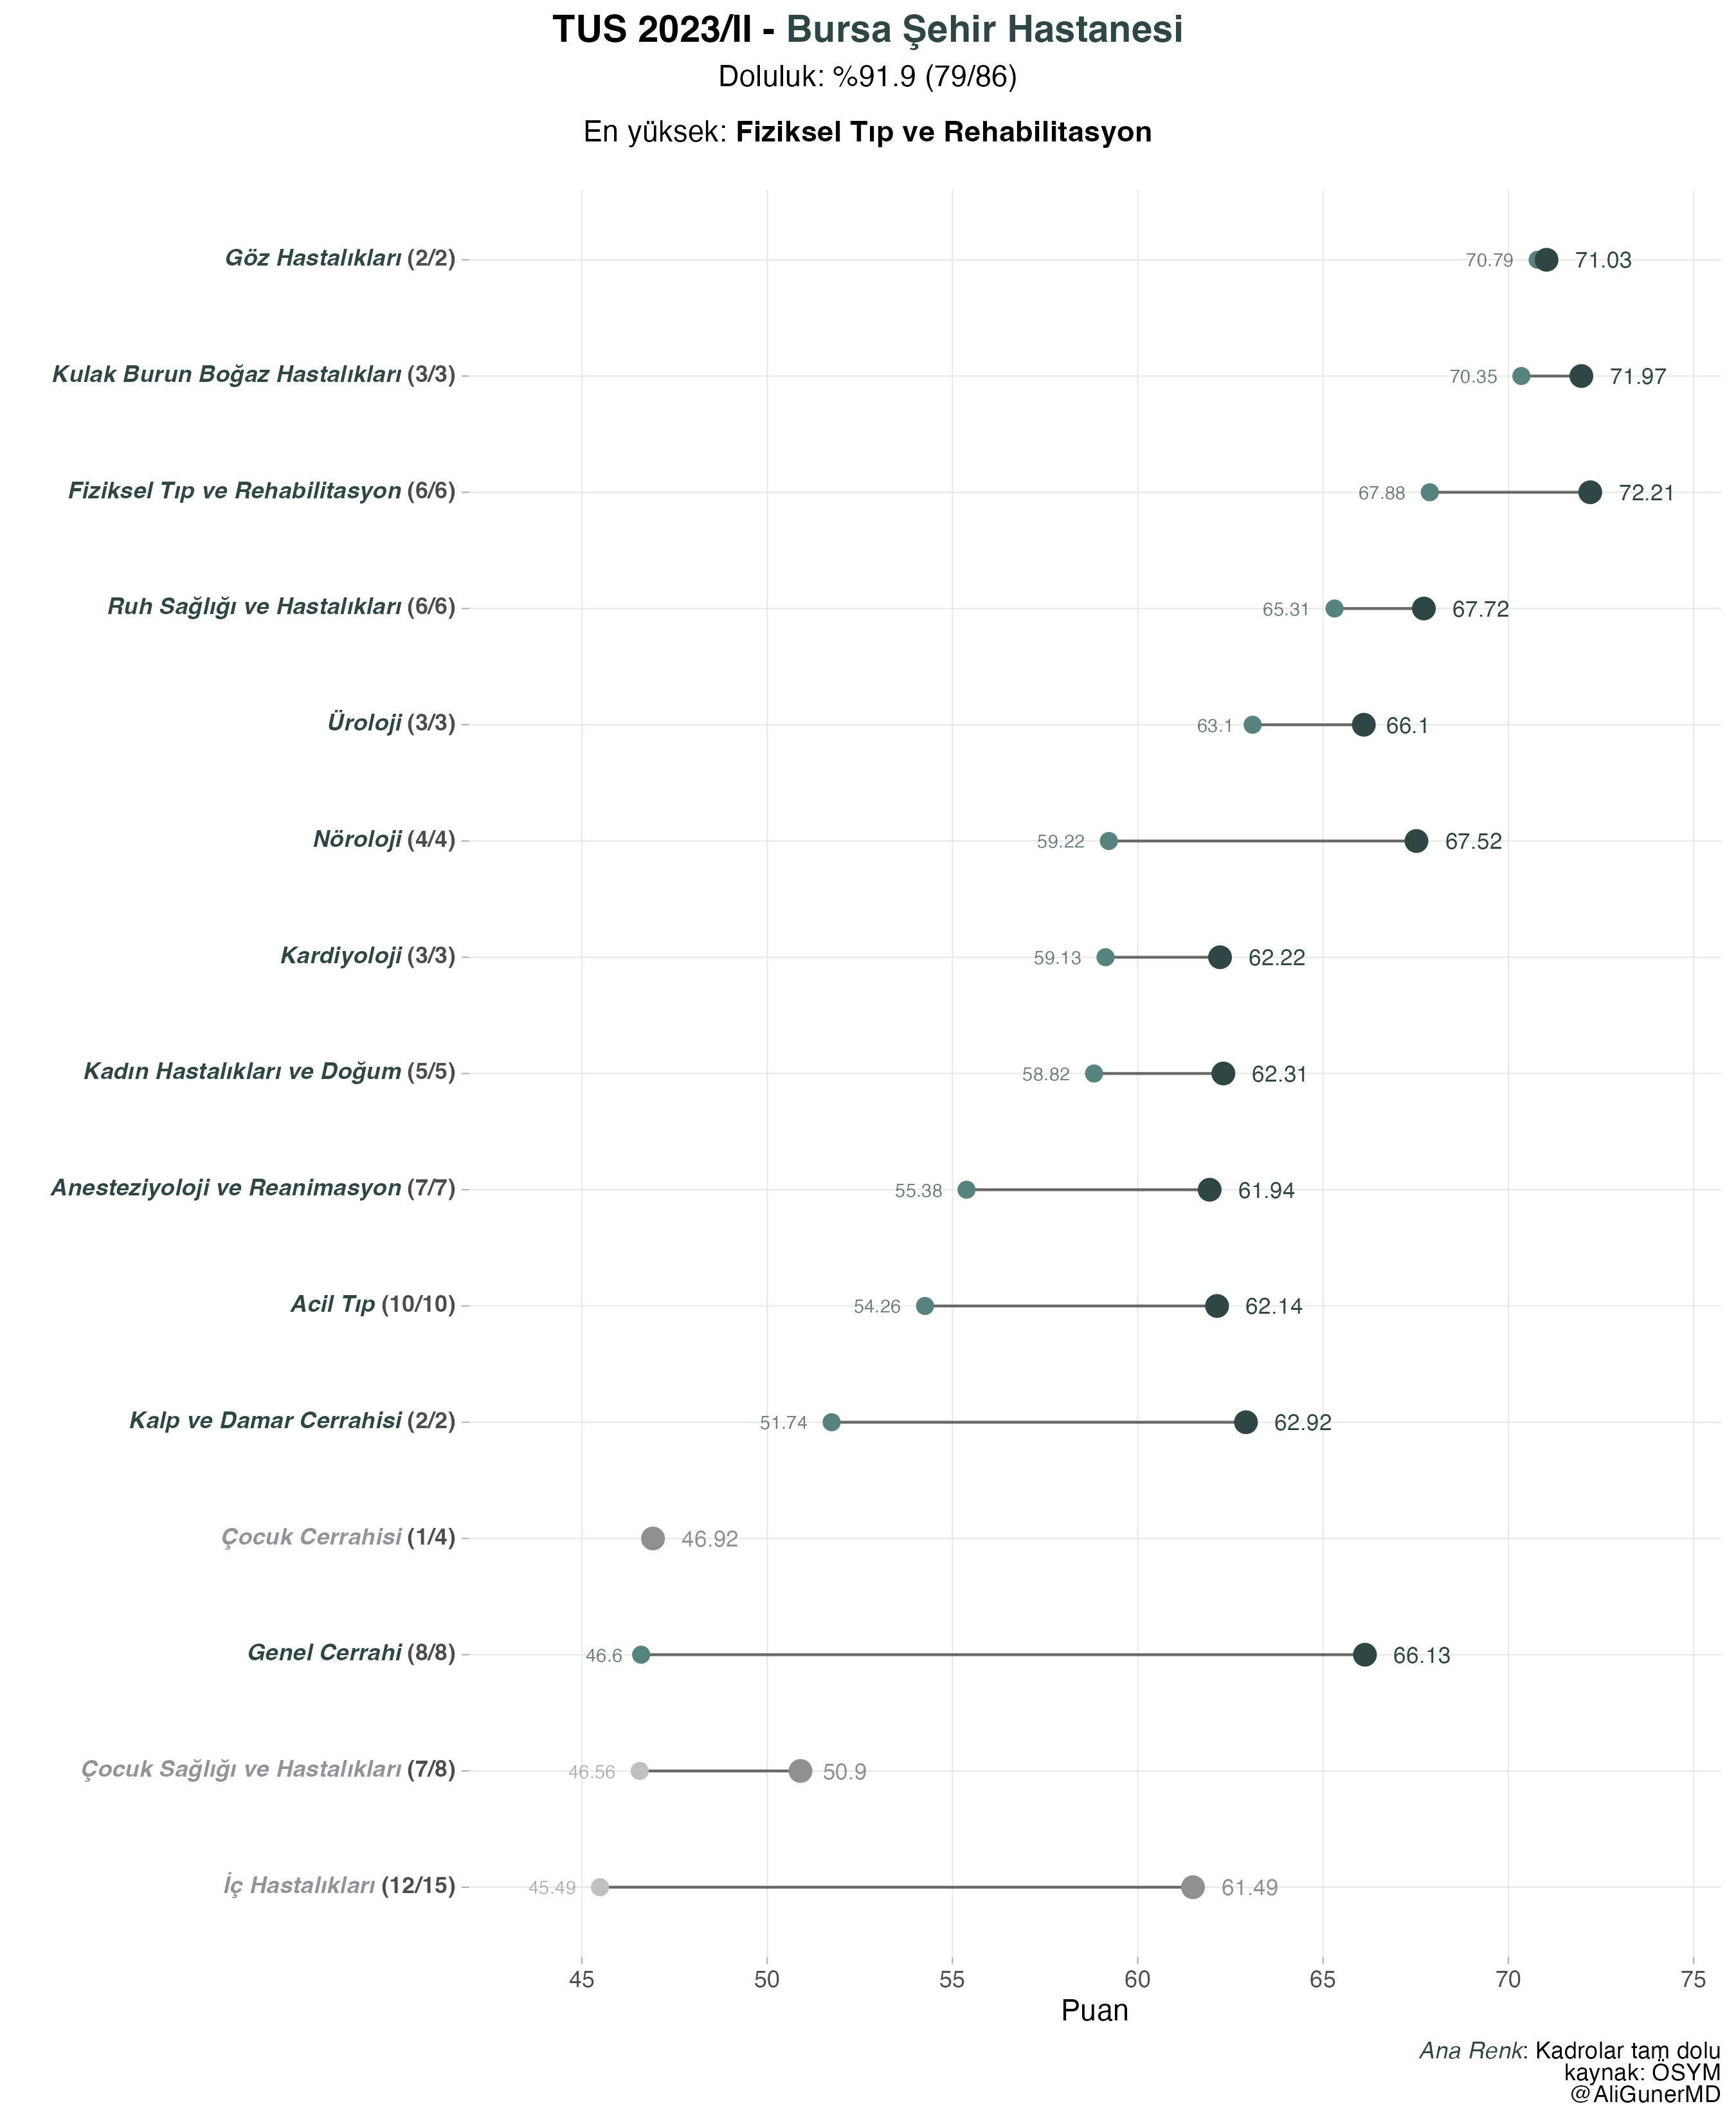 TUS 2023/II - Bursa Şehir Hastanesi
Doluluk: %91.9 (79/86)
En yüksek: Fiziksel Tıp ve Rehabilitasyon
Göz Hastalıkları (2/2) 70.79 71.03
Kulak Burun Boğaz Hastalıkları (3/3) 70.35 71.97
Fiziksel Tıp ve Rehabilitasyon (6/6) 67.88 72.21
Ruh Sağlığı ve Hastalıkları (6/6) 65.31 67.72
Üroloji (3/3) 63.1 66.1
Nöroloji (4/4) 59.22 67.52
Kardiyoloji (3/3) 59.13 62.22
Kadın Hastalıkları ve Doğum (5/5) 58.82 62.31
Anesteziyoloji ve Reanimasyon (7/7) 55.38 61.94
Acil Tıp (10/10) 54.26 62.14
Kalp ve Damar Cerrahisi (2/2) 51.74 62.92
Çocuk Cerrahisi (1/4) 46.92
Genel Cerrahi (8/8) 46.6 66.13
Çocuk Sağlığı ve Hastalıkları (7/8) 46.56 50.9
İç Hastalıkları (12/15) 45.49 61.49
45 50 55 60 65 70 75
Puan
Ana Renk: Kadrolar tam dolu
kaynak: ÖSYM
@AliGunerMD